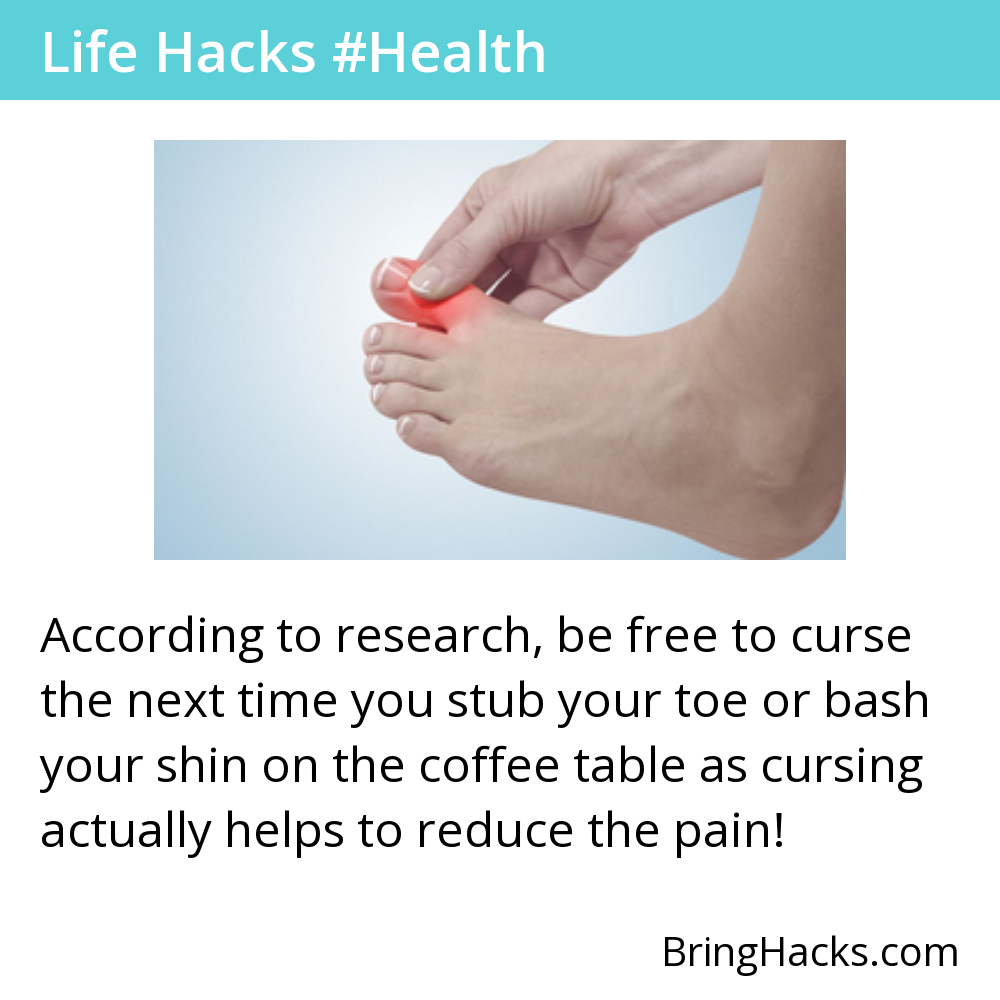 Life Hacks #Health
According to research, be free to curse
the next time you stub your toe or bash
your shin on the coffee table as cursing
actually helps to reduce the pain!
BringHacks.com